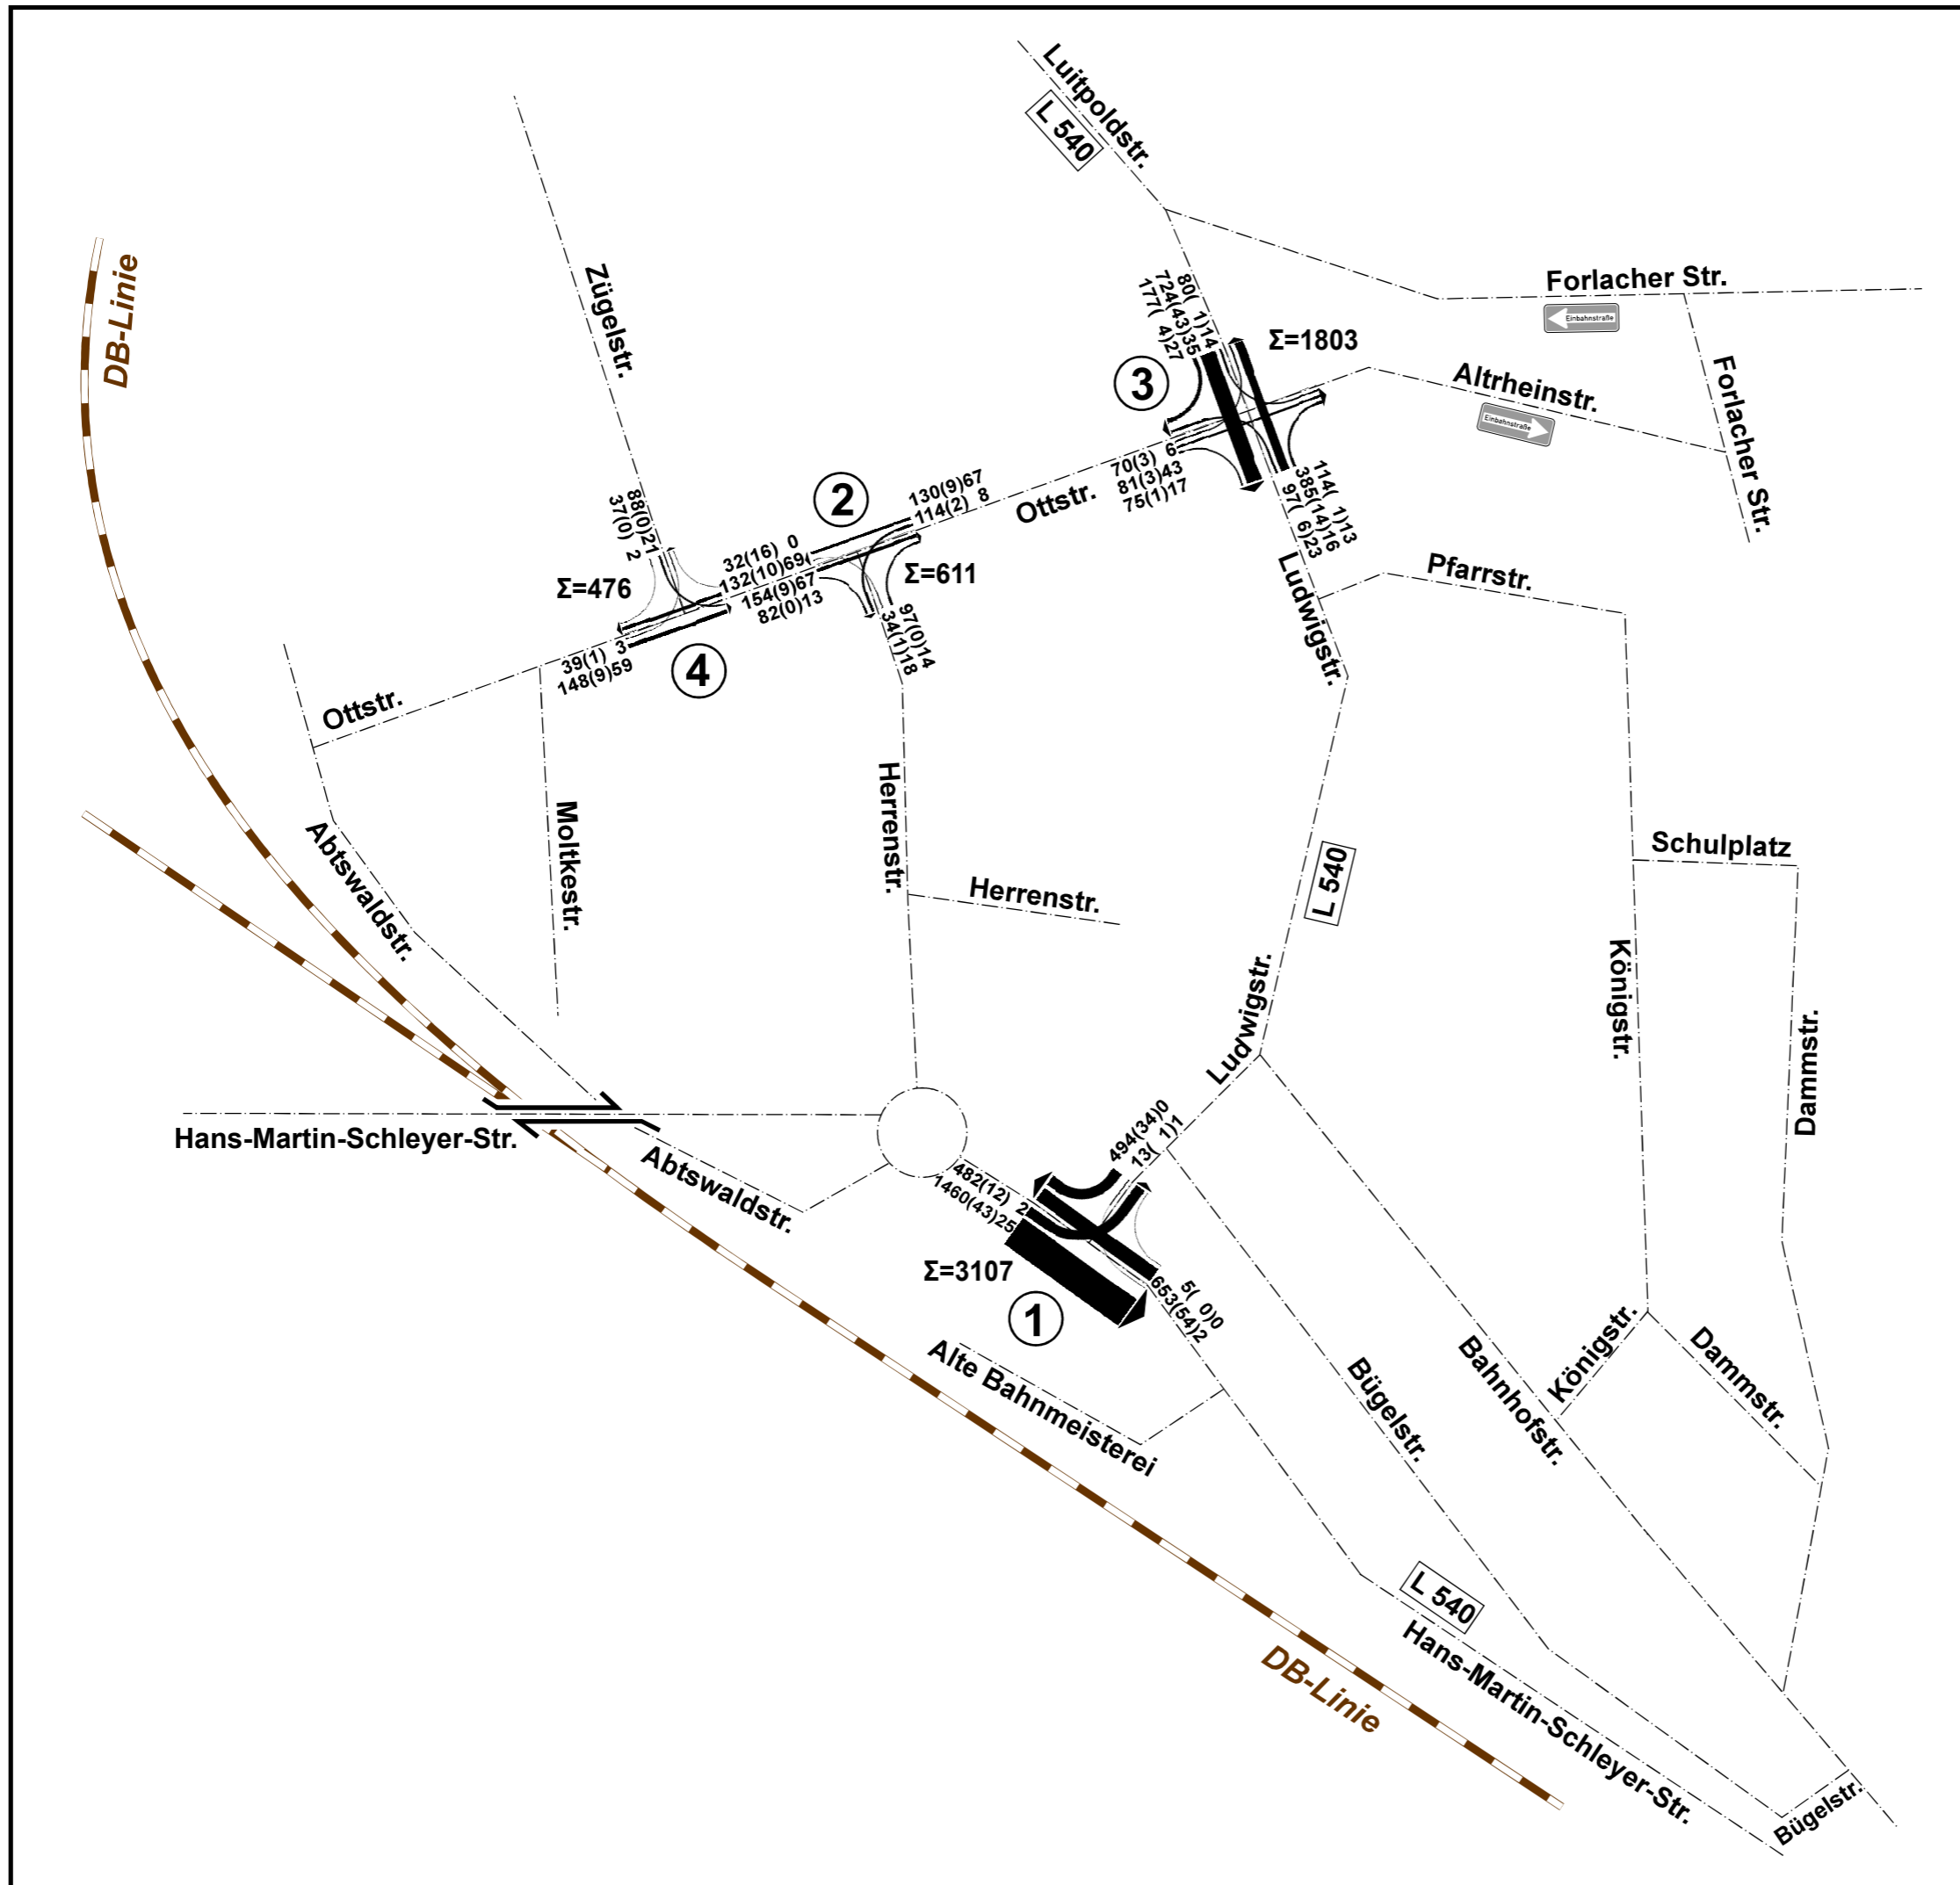 Luitpoldstr.
L 540
Forlacher Str.
Einbahnstraße
DB-Linie
Zügelstr.
80( 1)14
724(43)35
177( 4)27
Σ=1803
3
Altrheinstr.
Einbahnstraße
Forlacher Str.
70(3) 6
81(3)43
75(1)17
114( 1)13
385(14)16
97( 6)23
Ottstr.
2
130(9)67
114(2) 8
88(0)21
37(0) 2
32(16) 0
132(10)69
154(9)67
82(0)13
Σ=476
Σ=611
97(0)14
34(1)18
Ludwigstr.
Pfarrstr.
39(1) 3
148(9)59
4
Ottstr.
Abtswaldstr.
Moltkestr.
Herrenstr.
Herrenstr.
L 540
Schulplatz
Königstr.
Dammstr.
Ludwigstr.
Hans-Martin-Schleyer-Str.
Abtswaldstr.
494(34)0
13( 1)1
482(12) 2
1460(43)25
Σ=3107
1
5( 0)0
653(54)2
Alte Bahnmeisterei
Bügelstr.
Bahnhofstr.
Königstr.
Dammstr.
L 540
Hans-Martin-Schleyer-Str.
DB-Linie
Bügelstr.